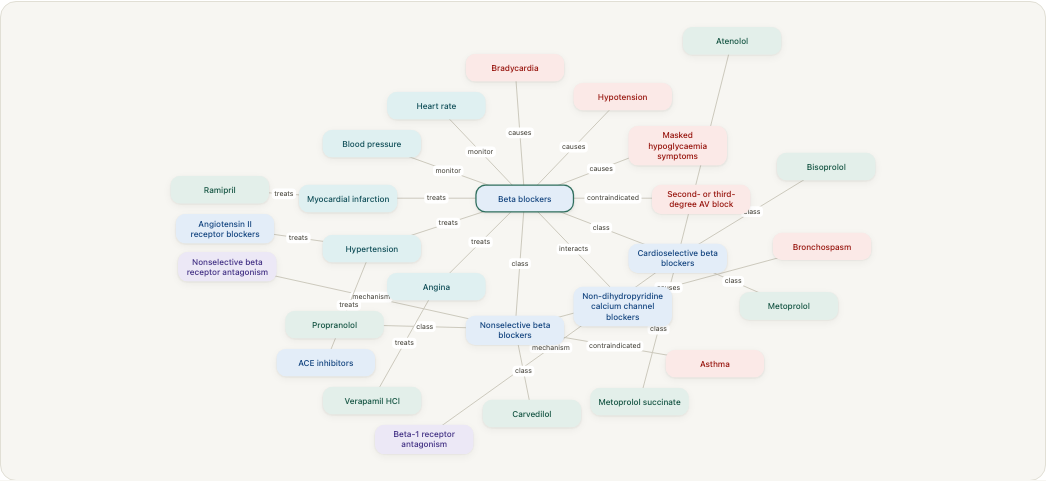 Atenolol
Bradycardia
Hypotension
Heart rate
causes
Blood pressure
monitor
causes
Masked
hypoglycaemia
symptoms
Bisoprolol
monitor
causes
Ramipril
treats
Myocardial infarction
treats
Beta blockers
contraindicated
Second- or third-
degree AV block
class
Angiotensin II
receptor blockers
treats
Hypertension
treats
treats
class
interacts
class
Cardioselective beta
blockers
Bronchospasm
Nonselective beta
receptor antagonism
mechanism
treats
Angina
Non-dihydropyridine
calcium channel
blockers
causes
class
Metoprolol
Propranolol
class
Nonselective beta
blockers
class
treats
mechanism
contraindicated
ACE inhibitors
class
Asthma
Verapamil HCl
Carvedilol
Metoprolol succinate
Beta-1 receptor
antagonism